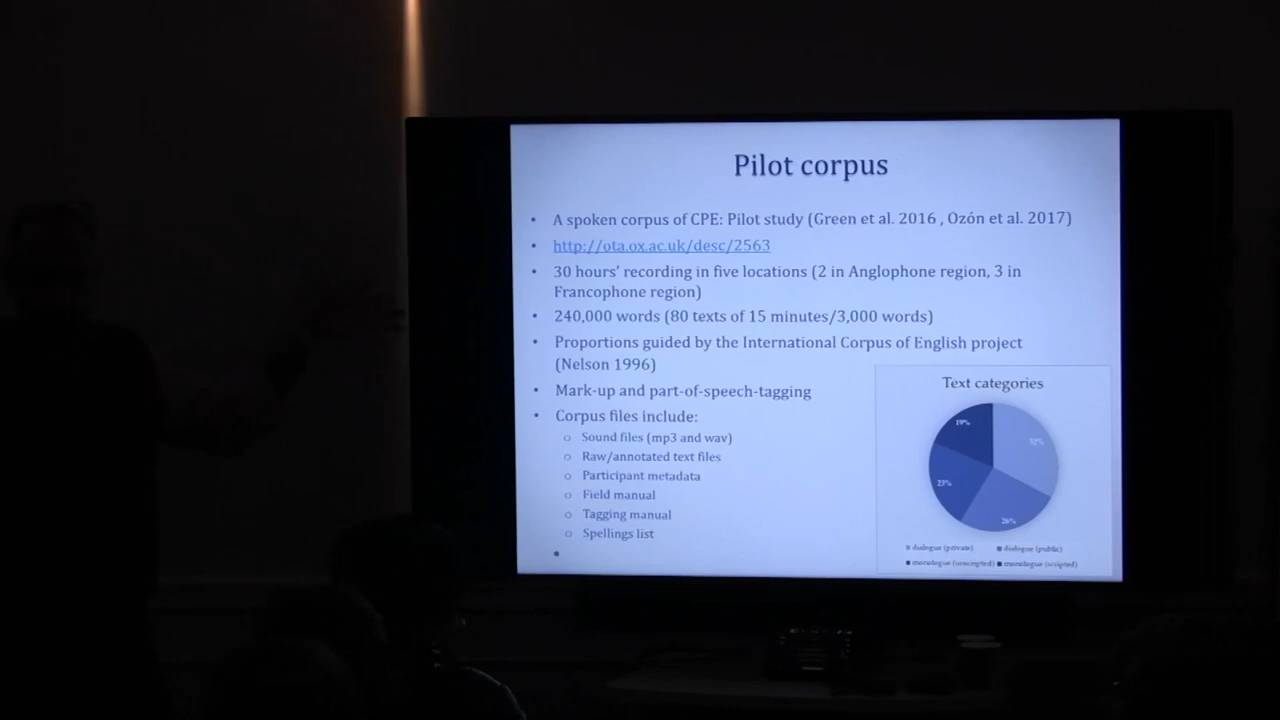 Pilot corpus
• A spoken corpus of CPE: Pilot study (Green et al. 2016 , Ozón et al. 2017)
• http://ota.ox.ac.uk/desc/2563
• 30 hours' recording in five locations (2 in Anglophone region, 3 in
Francophone region)
• 240,000 words (80 texts of 15 minutes/3,000 words)
• Proportions guided by the International Corpus of English project
(Nelson 1996)
• Mark-up and part-of-speech-tagging
• Corpus files include:
o Sound files (mp3 and wav)
o Raw/annotated text files
o Participant metadata
o Field manual
o Tagging manual
o Spellings list
•
Text categories
19%
32%
23%
26%
dialogue (private) dialogue (public)
monologue (unscripted) monologue (scripted)